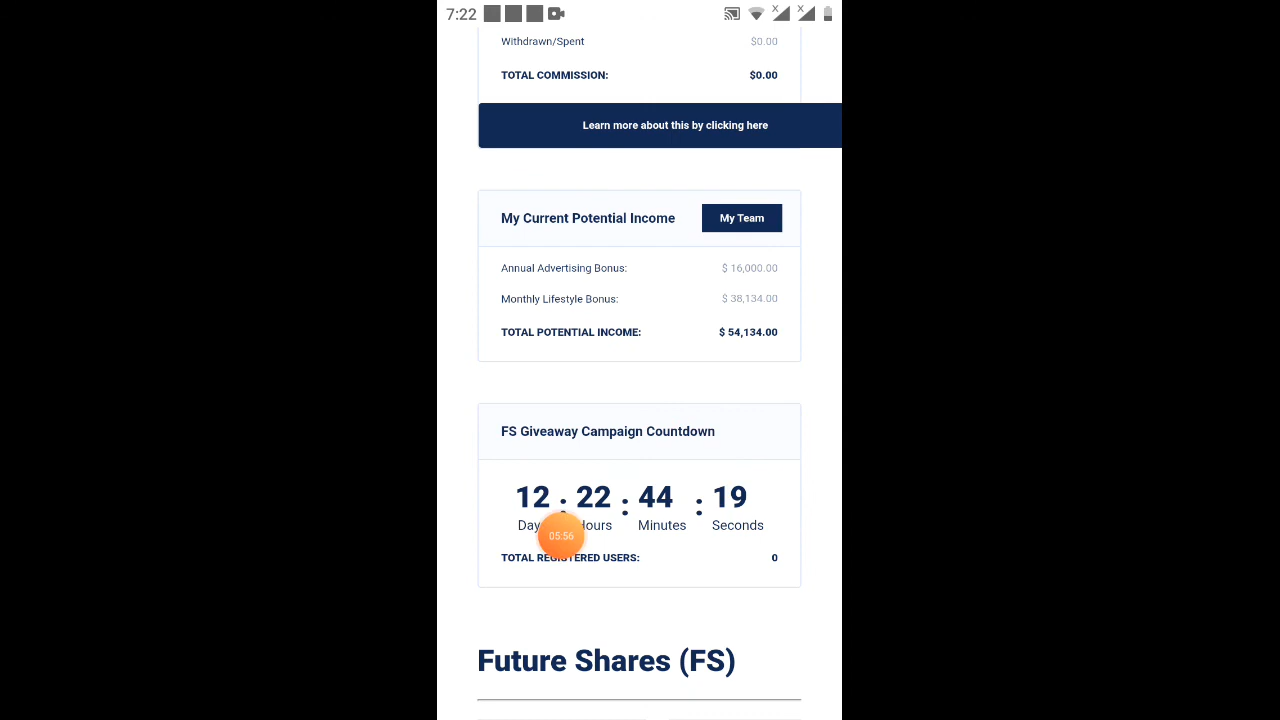 7:22
Withdrawn/Spent $0.00
TOTAL COMMISSION: $0.00
Learn more about this by clicking here
My Current Potential Income My Team
Annual Advertising Bonus: $ 16,000.00
Monthly Lifestyle Bonus: $ 38,134.00
TOTAL POTENTIAL INCOME: $ 54,134.00
FS Giveaway Campaign Countdown
12 : 22 : 44 : 19
Minutes Seconds
05:56
TOTAL REGISTERED USERS: 0
Future Shares (FS)